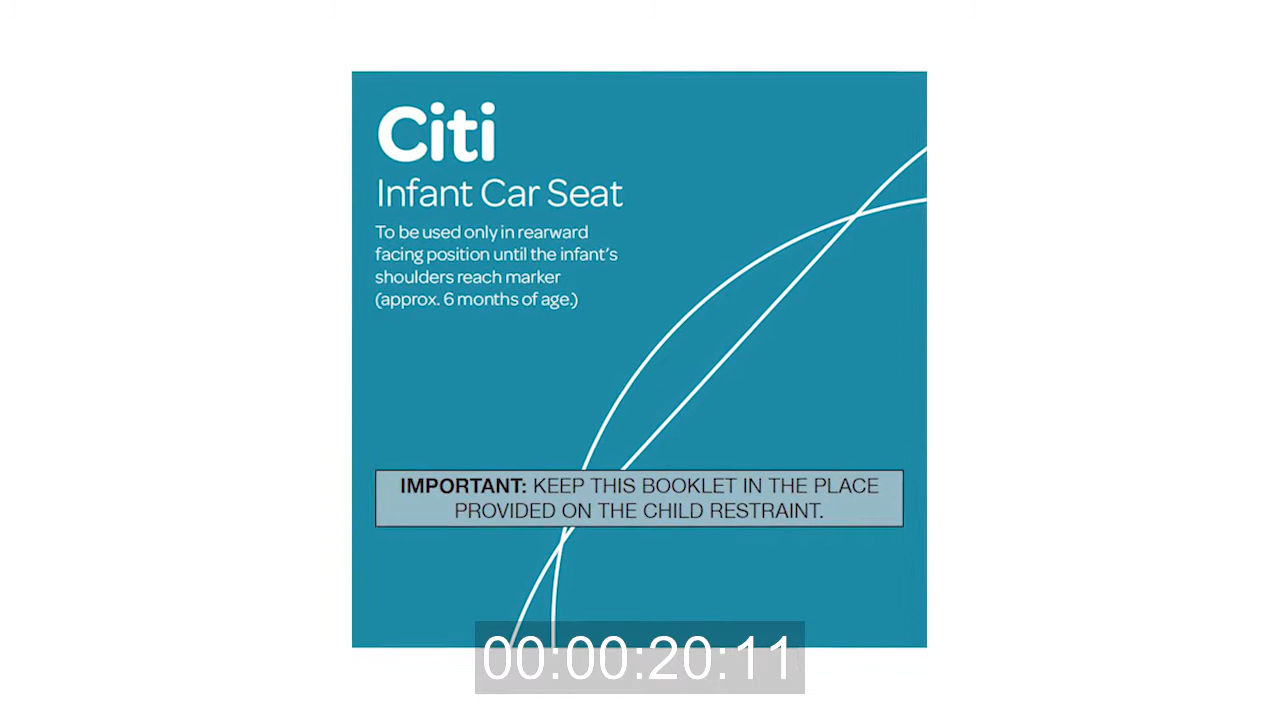 Citi
Infant Car Seat
To be used only in rearward
facing position until the infant's
shoulders reach marker
(approx. 6 months of age.)
IMPORTANT: KEEP THIS BOOKLET IN THE PLACE
PROVIDED ON THE CHILD RESTRAINT.
00:00:20:11